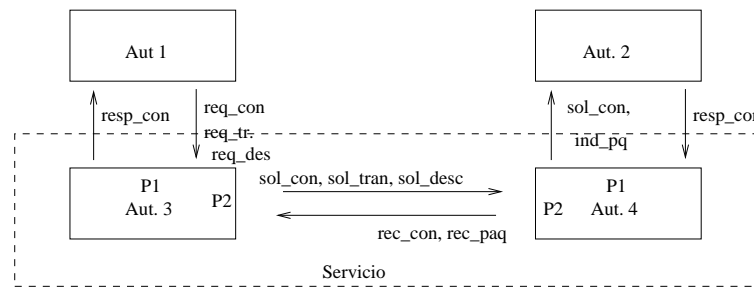 Aut 1
Aut. 2
resp_con
req_con
req_tr.
req_des
sol_con,
ind_pq
resp_con
P1
Aut. 3
P2
sol_con, sol_tran, sol_desc
rec_con, rec_paq
P1
P2
Aut. 4
Servicio